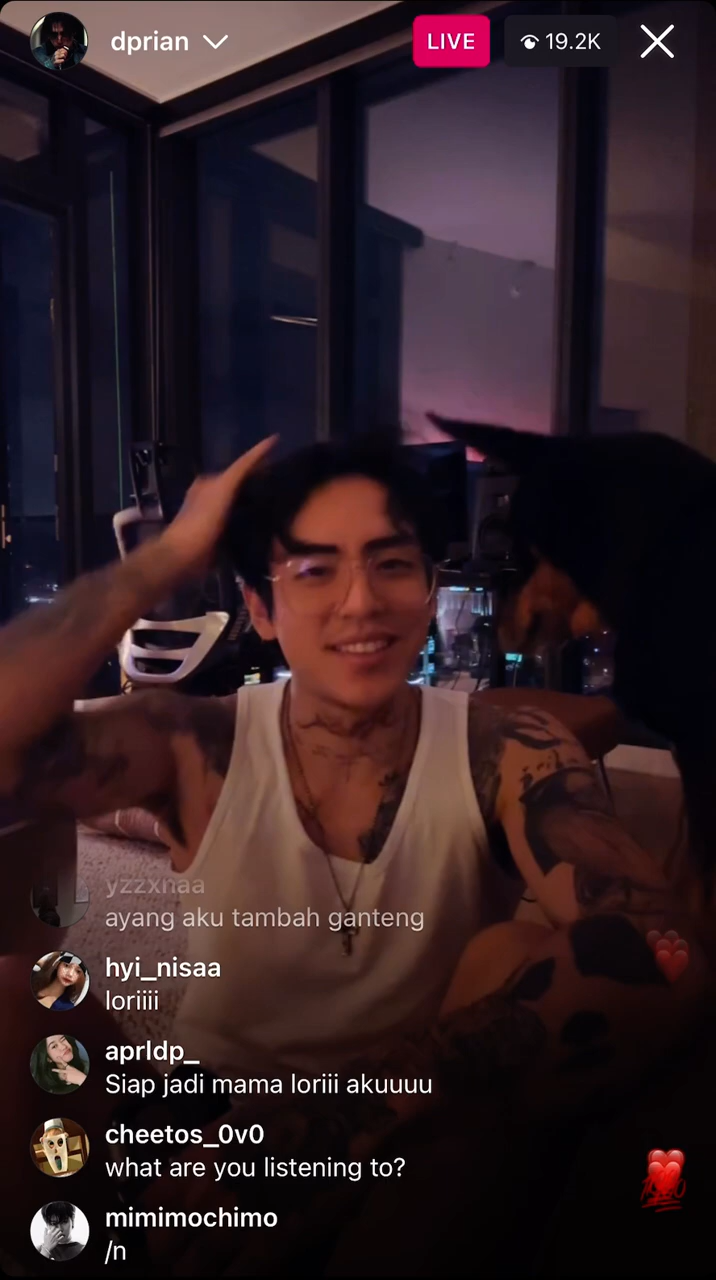 dprian
LIVE
19.2K
yzzxnaa
ayang aku tambah ganteng
hyi_nisaa
loriiii
aprldp_
Siap jadi mama loriii akuuuu
cheetos_0v0
what are you listening to?
mimimochimo
/n